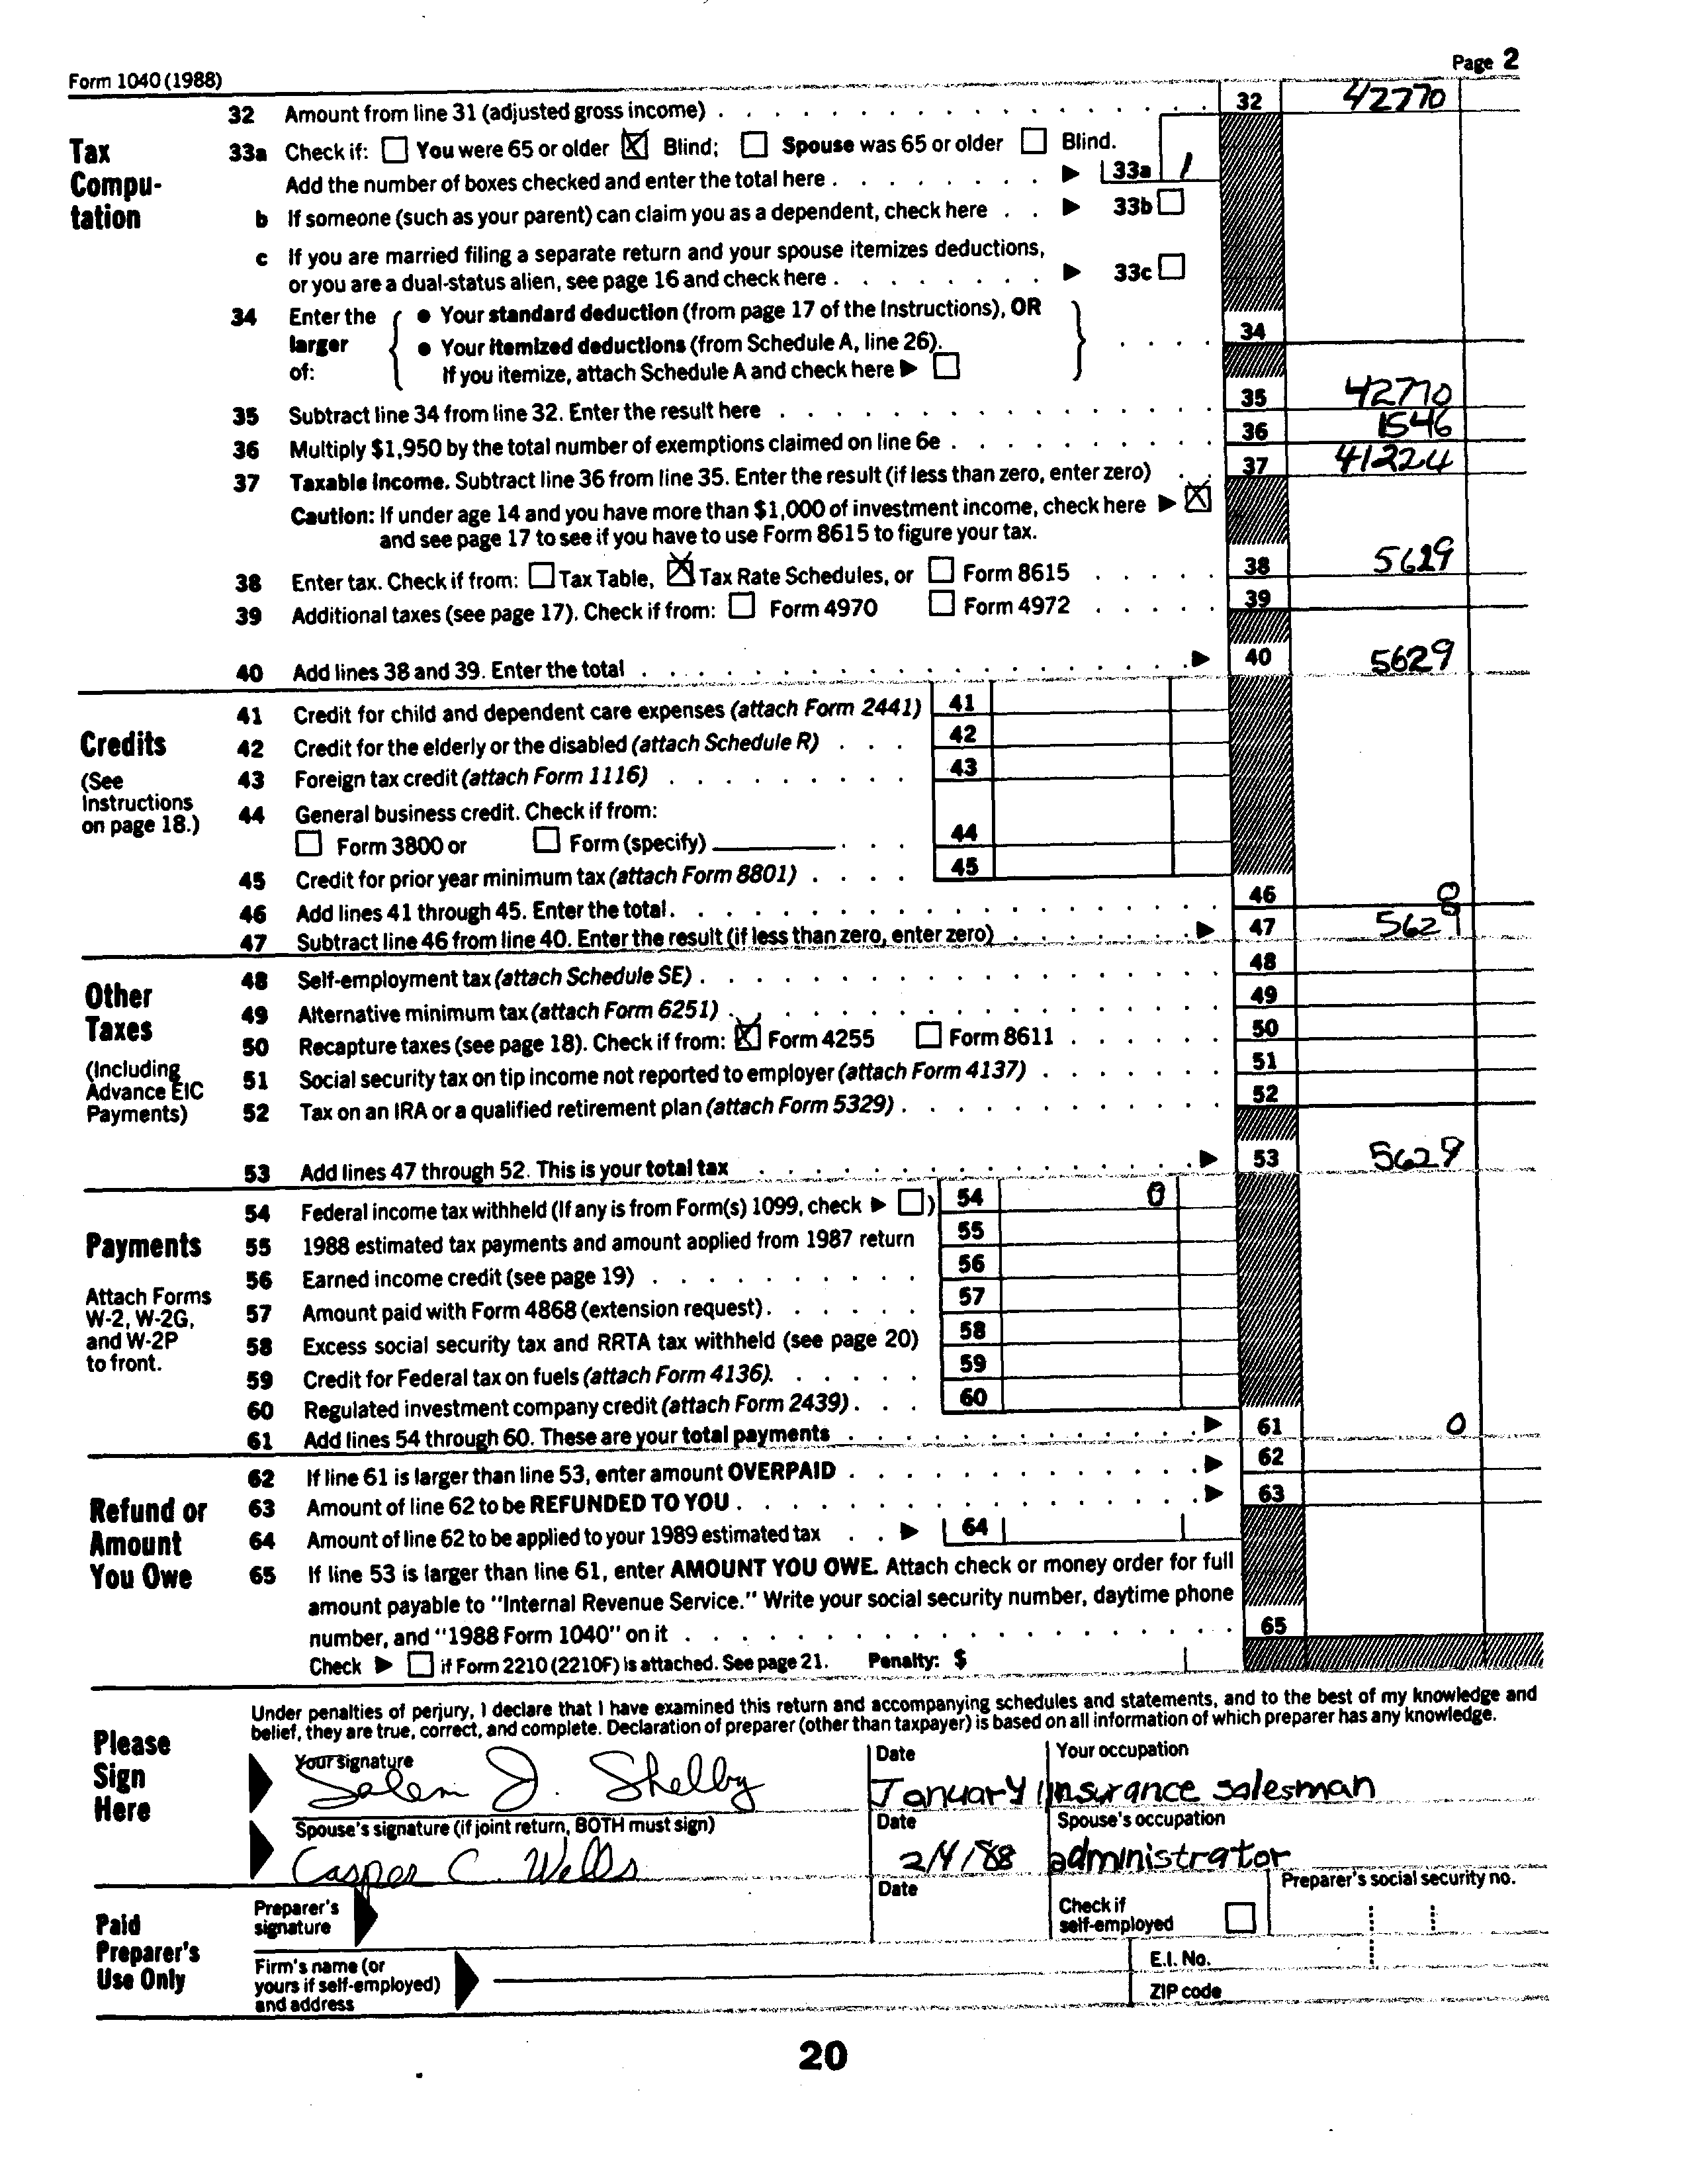 Form 1040 (1988) Page 2
32 Amount from line 31 (adjusted gross income) 32 42770
Tax Compu- tation
33a Check if: You were 65 or older Blind; Spouse was 65 or older Blind.
Add the number of boxes checked and enter the total here 33a 1
b If someone (such as your parent) can claim you as a dependent, check here 33b
c If you are married filing a separate return and your spouse itemizes deductions,
or you are a dual-status alien, see page 16 and check here 33c
34 Enter the larger of:
● Your standard deduction (from page 17 of the Instructions), OR
● Your itemized deductions (from Schedule A, line 26). 34
If you itemize, attach Schedule A and check here
35 Subtract line 34 from line 32. Enter the result here 35 42770
36 Multiply $1,950 by the total number of exemptions claimed on line 6e 36 1546
37 Taxable income. Subtract line 36 from line 35. Enter the result (if less than zero, enter zero) 37 41224
Caution: If under age 14 and you have more than $1,000 of investment income, check here
and see page 17 to see if you have to use Form 8615 to figure your tax.
38 Enter tax. Check if from: Tax Table, Tax Rate Schedules, or Form 8615 38 5629
39 Additional taxes (see page 17). Check if from: Form 4970 Form 4972 39
40 Add lines 38 and 39. Enter the total 40 5629
Credits
(See Instructions on page 18.)
41 Credit for child and dependent care expenses (attach Form 2441) 41
42 Credit for the elderly or the disabled (attach Schedule R) 42
43 Foreign tax credit (attach Form 1116) 43
44 General business credit. Check if from:
Form 3800 or Form (specify) 44
45 Credit for prior year minimum tax (attach Form 8801) 45
46 Add lines 41 through 45. Enter the total. 46 0
47 Subtract line 46 from line 40. Enter the result (if less than zero, enter zero) 47 5629
Other Taxes
(Including Advance EIC Payments)
48 Self-employment tax (attach Schedule SE) 48
49 Alternative minimum tax (attach Form 6251) 49
50 Recapture taxes (see page 18). Check if from: Form 4255 Form 8611 50
51 Social security tax on tip income not reported to employer (attach Form 4137) 51
52 Tax on an IRA or a qualified retirement plan (attach Form 5329) 52
53 Add lines 47 through 52. This is your total tax 53 5629
Payments
Attach Forms W-2, W-2G, and W-2P to front.
54 Federal income tax withheld (If any is from Form(s) 1099, check ) 54 0
55 1988 estimated tax payments and amount applied from 1987 return 55
56 Earned income credit (see page 19) 56
57 Amount paid with Form 4868 (extension request) 57
58 Excess social security tax and RRTA tax withheld (see page 20) 58
59 Credit for Federal tax on fuels (attach Form 4136). 59
60 Regulated investment company credit (attach Form 2439) 60
61 Add lines 54 through 60. These are your total payments 61 0
Refund or Amount You Owe
62 If line 61 is larger than line 53, enter amount OVERPAID 62
63 Amount of line 62 to be REFUNDED TO YOU 63
64 Amount of line 62 to be applied to your 1989 estimated tax 64
65 If line 53 is larger than line 61, enter AMOUNT YOU OWE. Attach check or money order for full
amount payable to "Internal Revenue Service." Write your social security number, daytime phone
number, and "1988 Form 1040" on it 65
Check if Form 2210 (2210F) is attached. See page 21. Penalty: $
Please Sign Here
Under penalties of perjury, I declare that I have examined this return and accompanying schedules and statements, and to the best of my knowledge and
belief, they are true, correct, and complete. Declaration of preparer (other than taxpayer) is based on all information of which preparer has any knowledge.
Your signature Date Your occupation
Salem J. Shelby January 1 insurance salesman
Spouse's signature (if joint return, BOTH must sign) Date Spouse's occupation
Casper C. Wells 2/4/88 administrator
Paid Preparer's Use Only
Preparer's signature Date Check if self-employed Preparer's social security no.
Firm's name (or yours if self-employed) and address E.I. No.
ZIP code
20